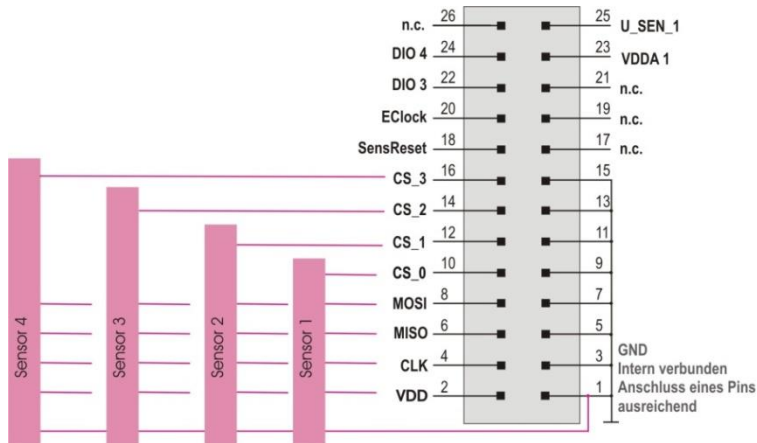 n.c. 26 25 U_SEN_1
DIO 4 24 23 VDDA 1
DIO 3 22 21 n.c.
EClock 20 19 n.c.
SensReset 18 17 n.c.
CS_3 16 15
CS_2 14 13
CS_1 12 11
CS_0 10 9
MOSI 8 7
MISO 6 5
CLK 4 3
VDD 2 1
GND
Intern verbunden
Anschluss eines Pins
ausreichend
Sensor 4
Sensor 3
Sensor 2
Sensor 1